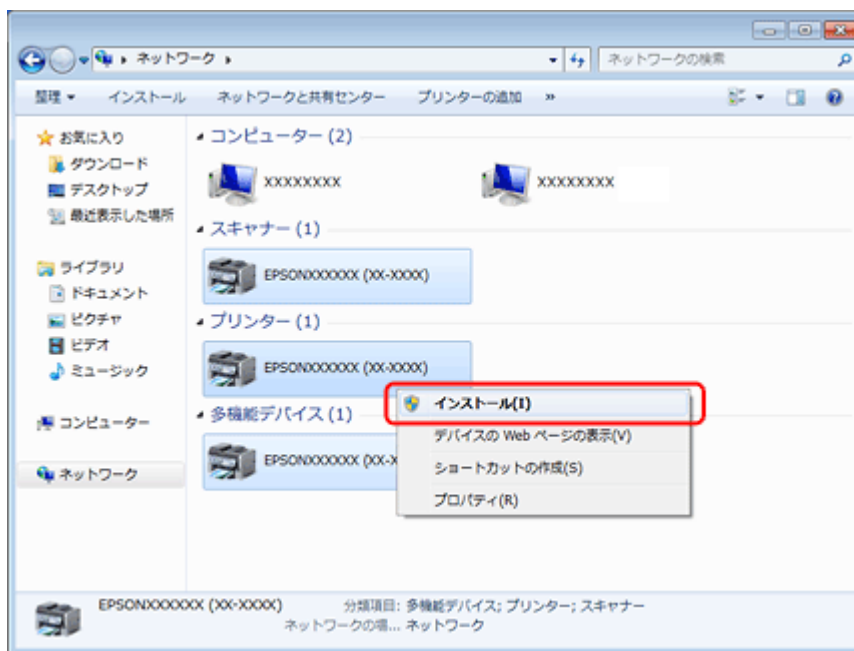 ネットワーク
ネットワークの検索
整理 インストール ネットワークと共有センター プリンターの追加 »
お気に入り
ダウンロード
デスクトップ
最近表示した場所
ライブラリ
ドキュメント
ピクチャ
ビデオ
ミュージック
コンピューター
ネットワーク
コンピューター (2)
XXXXXXXX XXXXXXXX
スキャナー (1)
EPSONXXXXXX (XX-XXXX)
プリンター (1)
EPSONXXXXXX (XX-XXXX)
多機能デバイス (1)
EPSONXXXXXX (XX-X
インストール(I)
デバイスの Web ページの表示(V)
ショートカットの作成(S)
プロパティ(R)
EPSONXXXXXX (XX-XXXX) 分類項目: 多機能デバイス; プリンター; スキャナー
ネットワークの場... ネットワーク